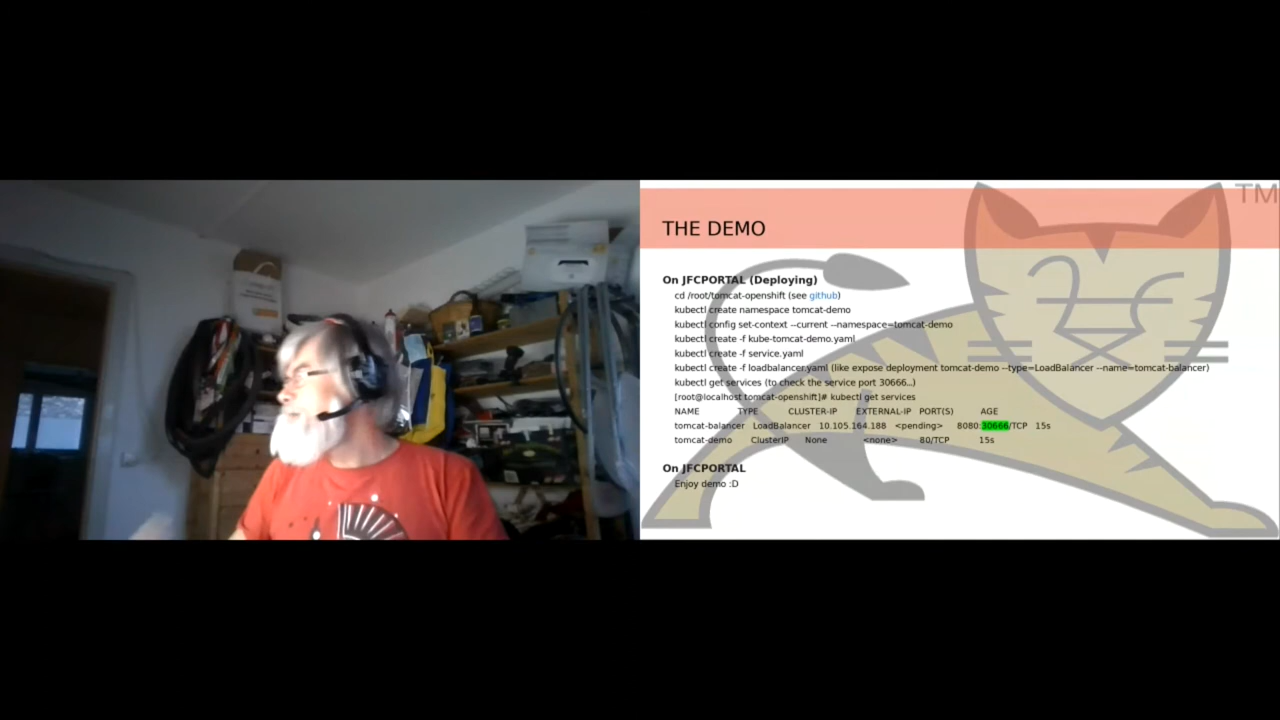 THE DEMO
TM
On JFCPORTAL (Deploying)
cd /root/tomcat-openshift (see github)
kubectl create namespace tomcat-demo
kubectl config set-context --current --namespace=tomcat-demo
kubectl create -f kube-tomcat-demo.yaml
kubectl create -f service.yaml
kubectl create -f loadbalancer.yaml (like expose deployment tomcat-demo --type=LoadBalancer --name=tomcat-balancer)
kubectl get services (to check the service port 30666..)
[root@localhost tomcat-openshift]# kubectl get services
NAME TYPE CLUSTER-IP EXTERNAL-IP PORT(S) AGE
tomcat-balancer LoadBalancer 10.105.164.188 <pending> 8080:30666/TCP 15s
tomcat-demo ClusterIP None <none> 80/TCP 15s
On JFCPORTAL
Enjoy demo :D